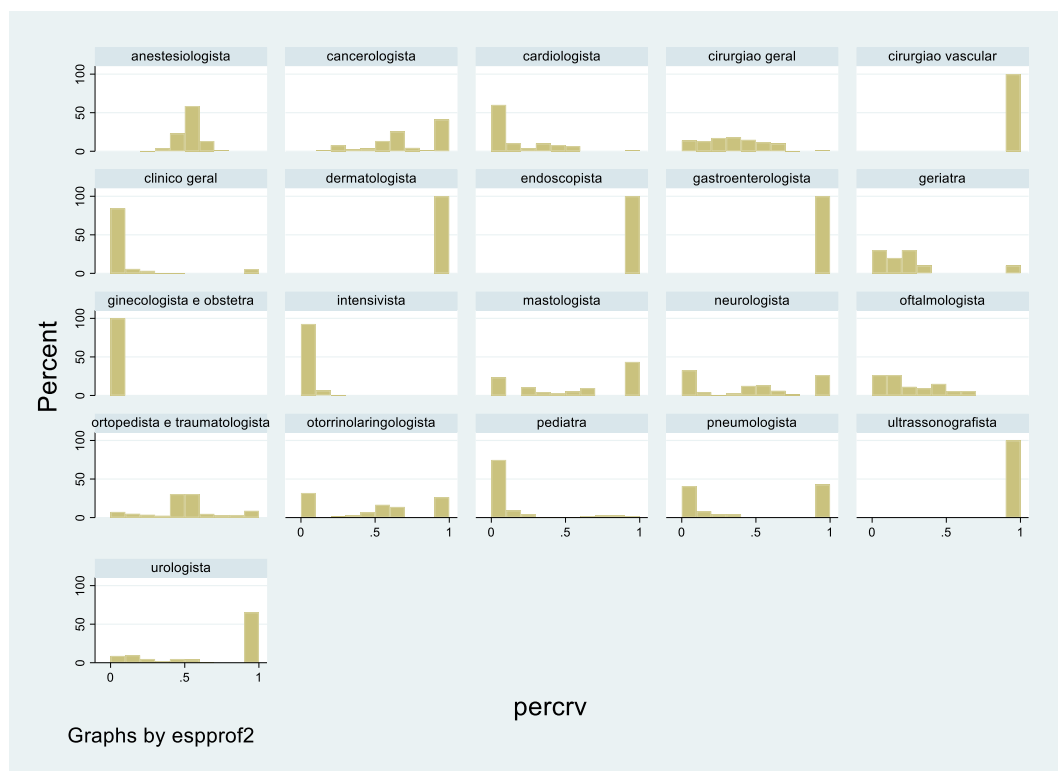 anestesiologista cancerologista cardiologista cirurgiao geral cirurgiao vascular
0 50 100
clinico geral dermatologista endoscopista gastroenterologista geriatra
0 50 100
ginecologista e obstetra intensivista mastologista neurologista oftalmologista
0 50 100
Percent
ortopedista e traumatologista otorrinolaringologista pediatra pneumologista ultrassonografista
0 50 100
0 .5 1 0 .5 1 0 .5 1 0 .5 1
urologista
0 50 100
0 .5 1
percrv
Graphs by espprof2